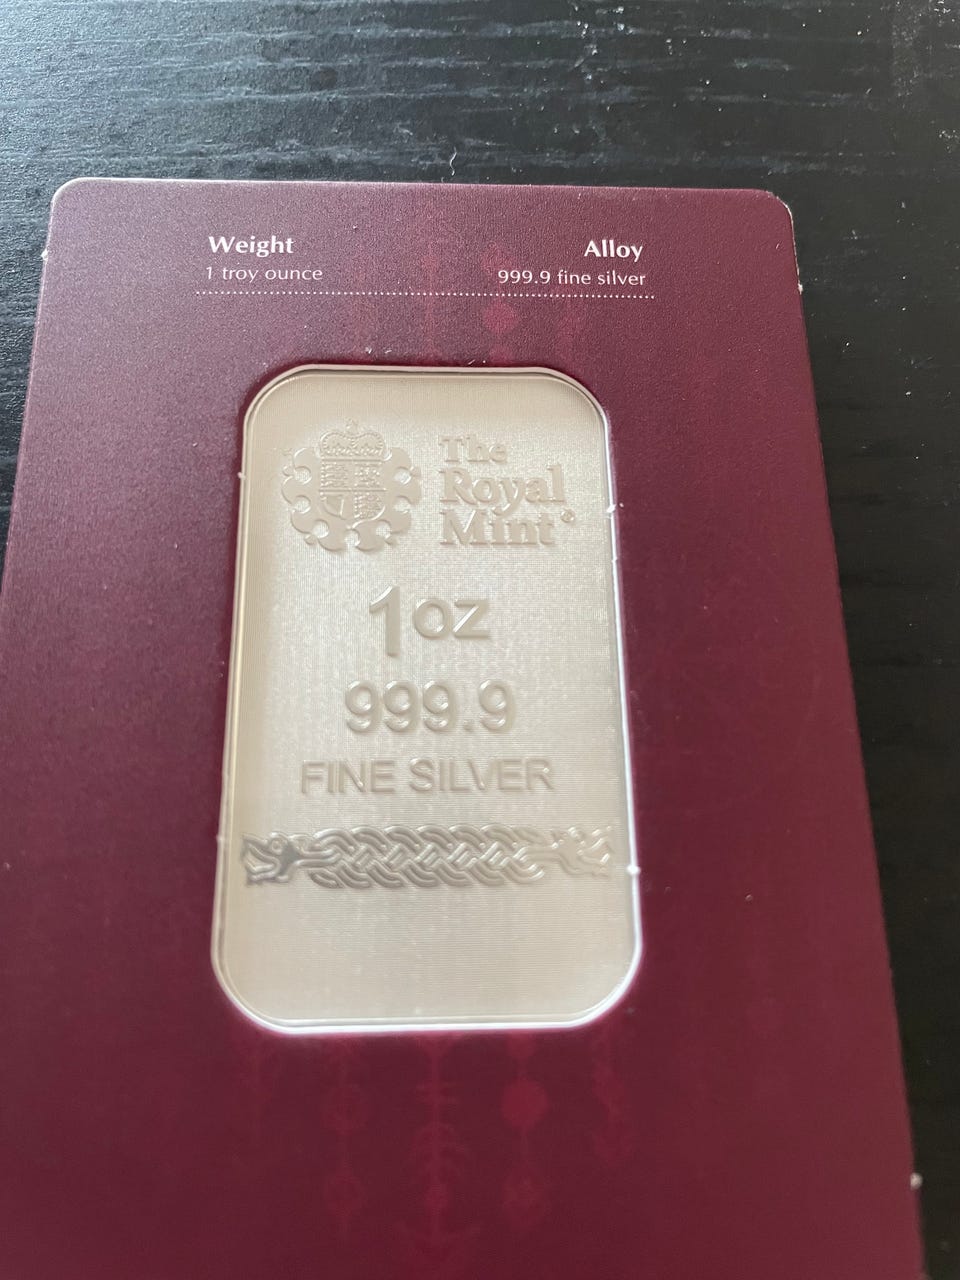 Weight Alloy
1 troy ounce 999.9 fine silver
The
Royal
Mint®
1oz
999.9
FINE SILVER